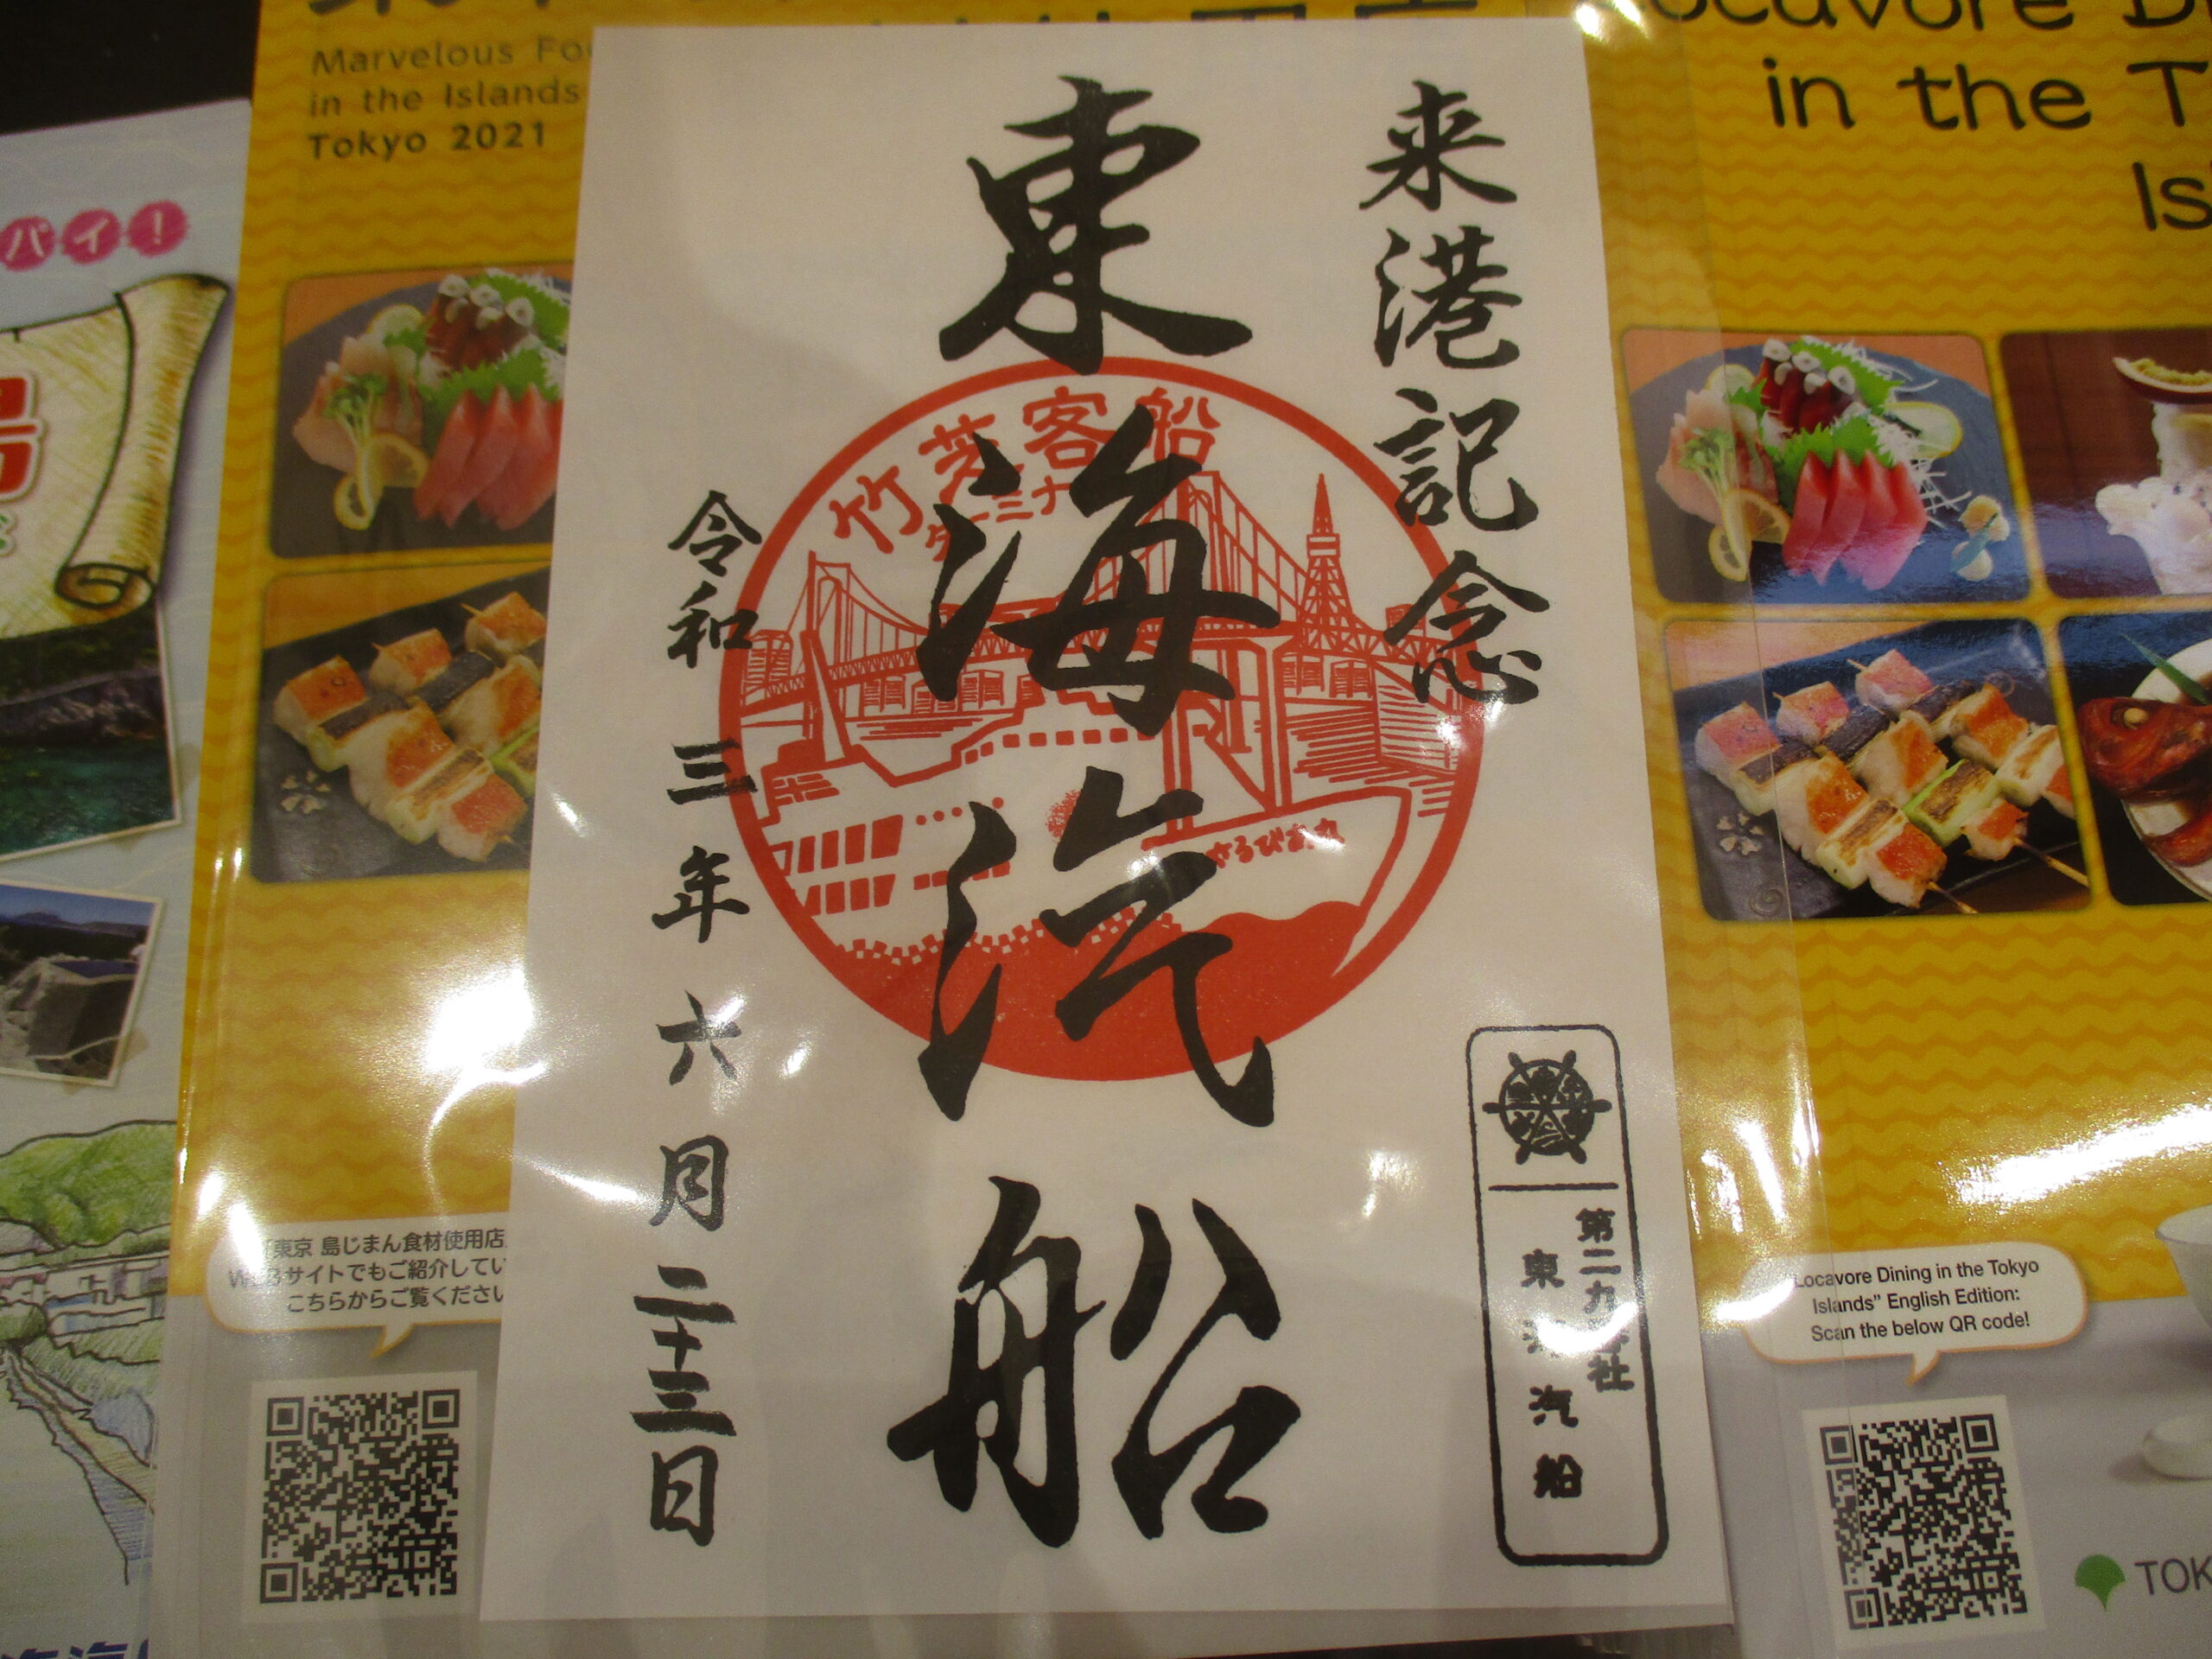 来港記念
東海汽船
令和三年六月二十三日
竹芝客船
さるびあ丸
東汽船
Marvelous
in the Islands
Tokyo 2021
パイ！
in the
「東京 島じまん食材使用店」
サイトでもご紹介してい
こちらからご覧ください
Locavore Dining in the Tokyo
Islands" English Edition:
Scan the below QR code!